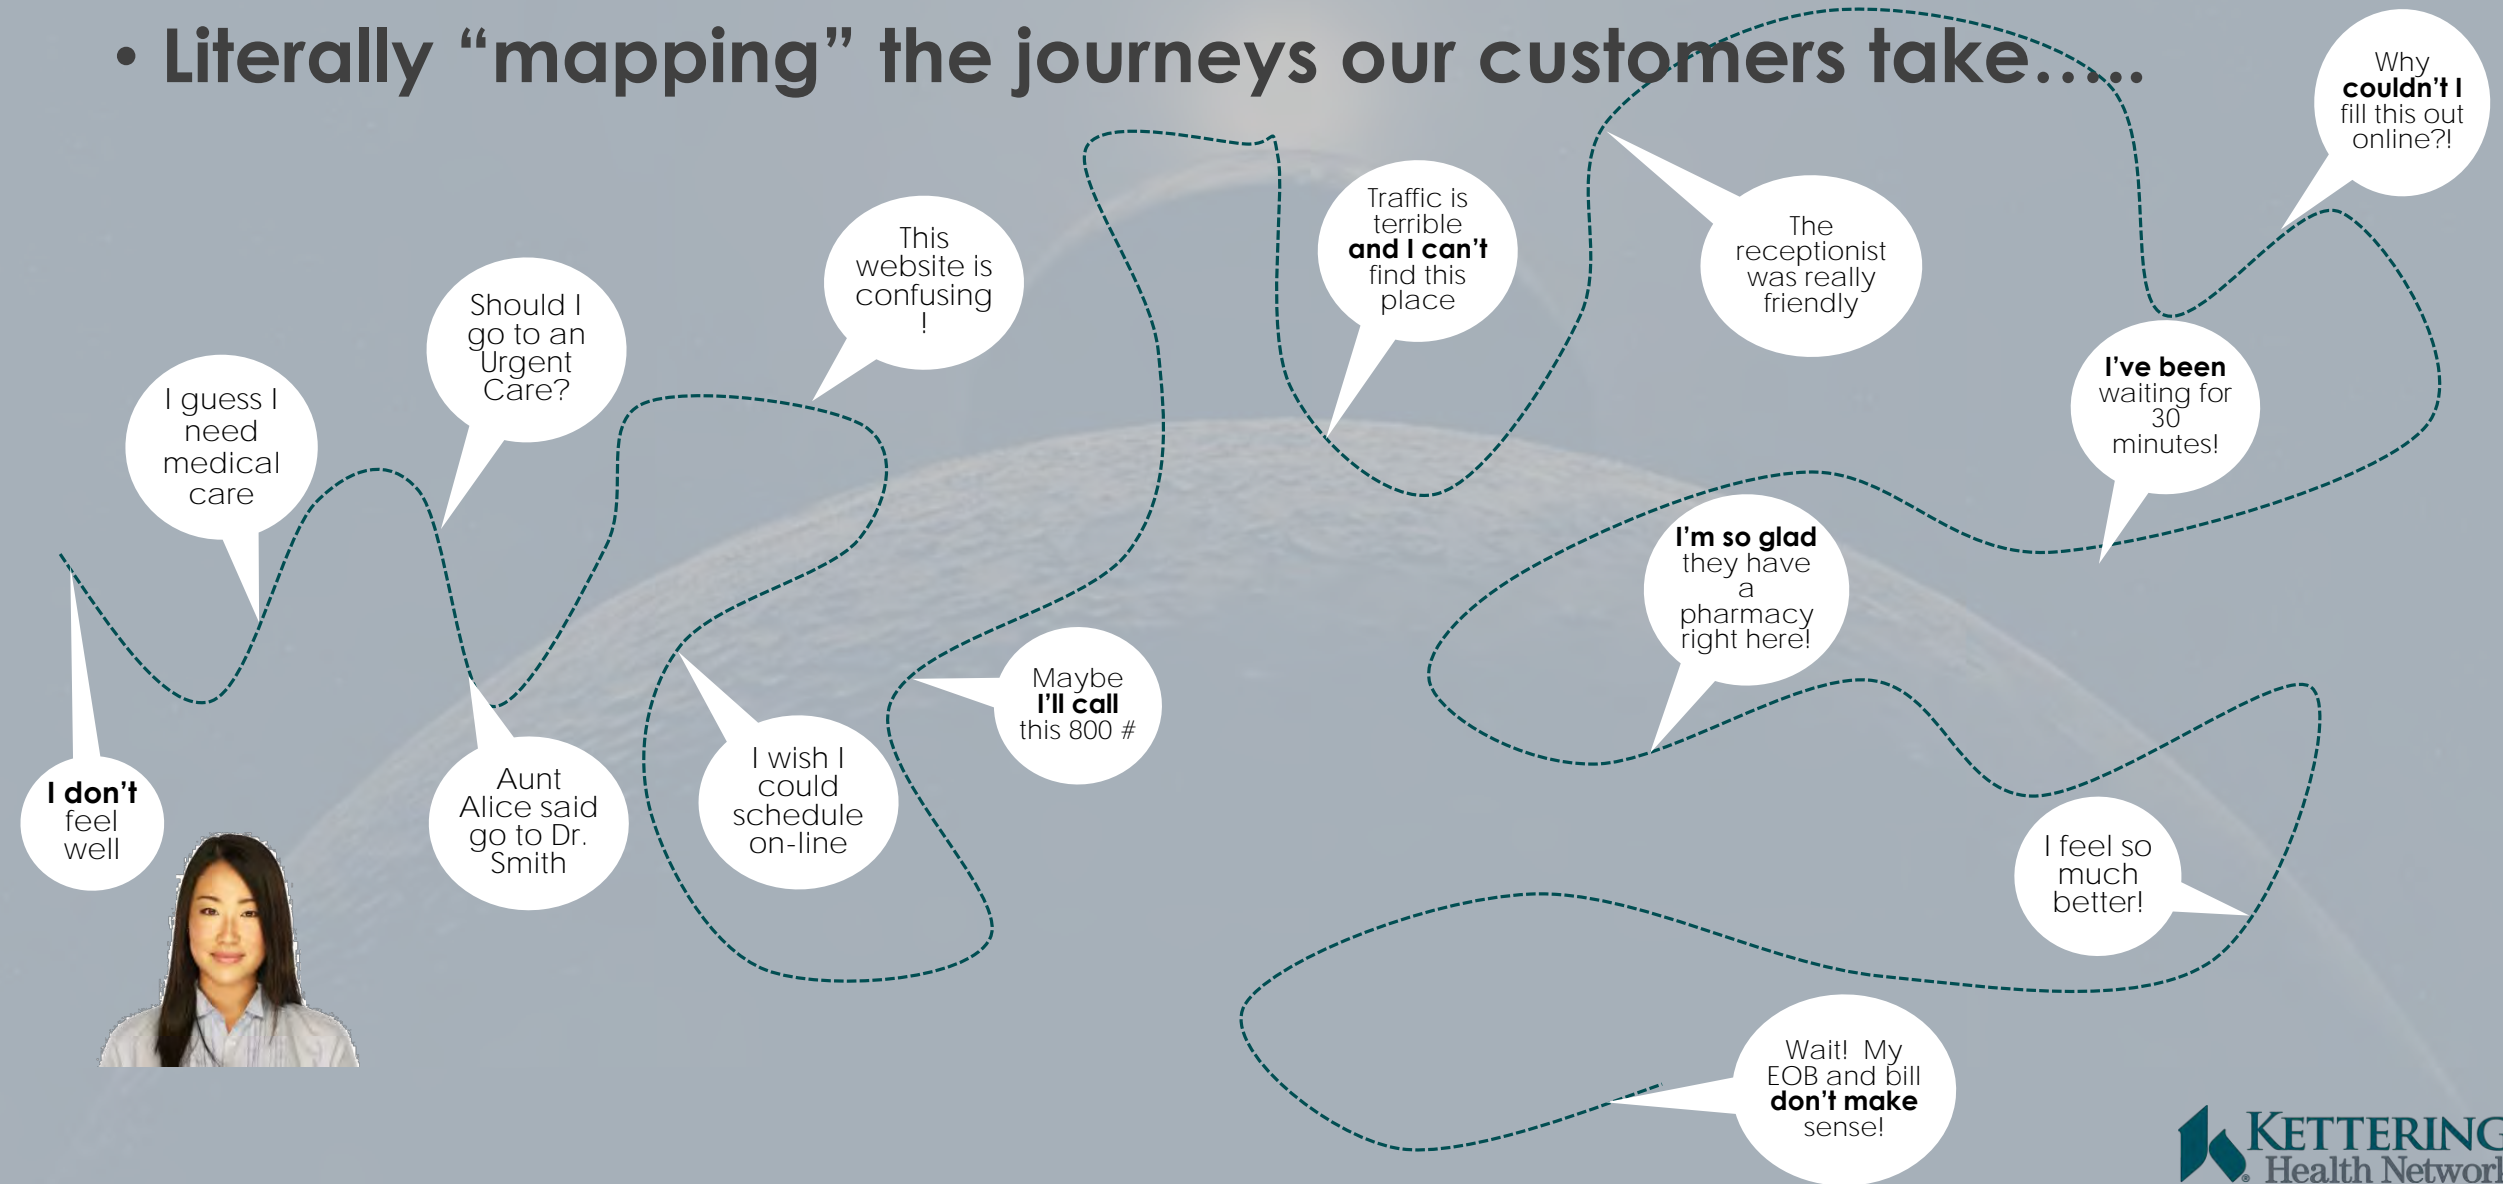 • Literally “mapping” the journeys our customers take…..
I don't
feel
well
I guess I
need
medical
care
Should I
go to an
Urgent
Care?
Aunt
Alice said
go to Dr.
Smith
This
website is
confusing
!
I wish I
could
schedule
on-line
Maybe
I'll call
this 800 #
Traffic is
terrible
and I can't
find this
place
The
receptionist
was really
friendly
Why
couldn't I
fill this out
online?!
I've been
waiting for
30
minutes!
I'm so glad
they have
a
pharmacy
right here!
I feel so
much
better!
Wait! My
EOB and bill
don't make
sense!
KETTERING
Health Network